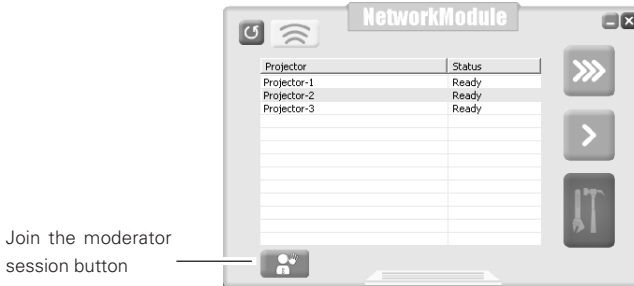 NetworkModule
Projector Status
Projector-1 Ready
Projector-2 Ready
Projector-3 Ready
Join the moderator
session button